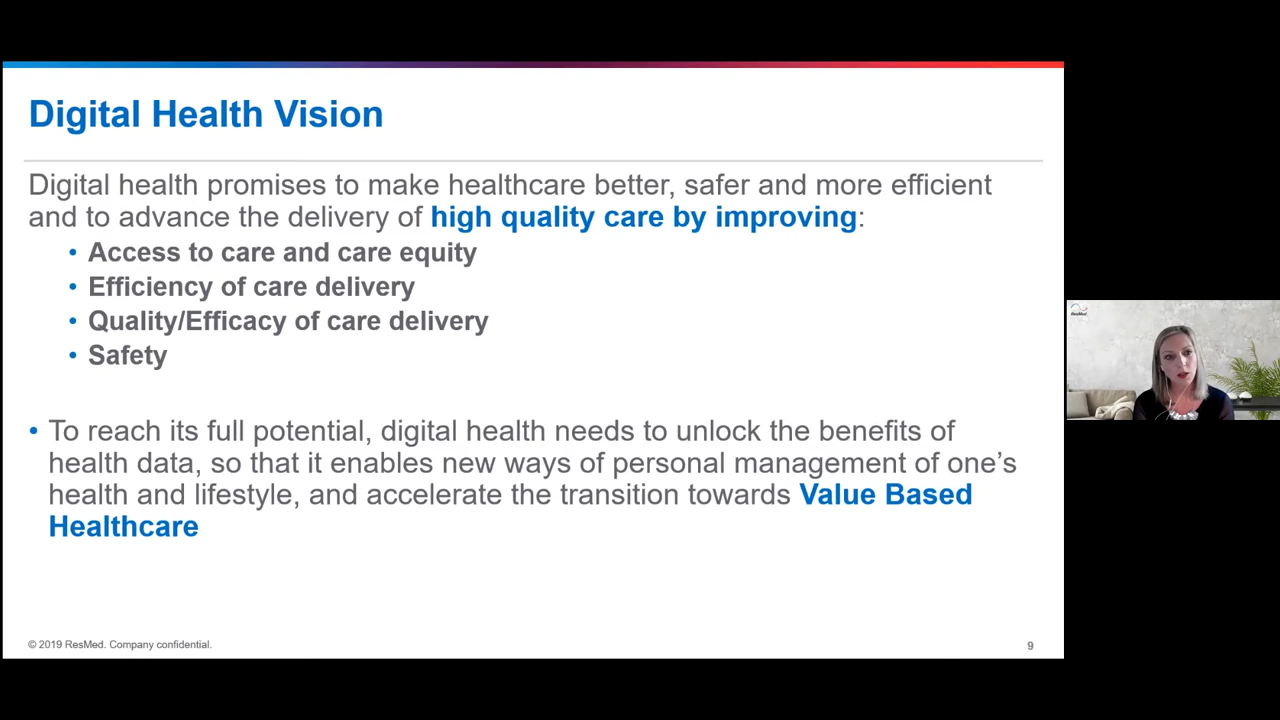 Digital Health Vision
Digital health promises to make healthcare better, safer and more efficient
and to advance the delivery of high quality care by improving:
• Access to care and care equity
• Efficiency of care delivery
• Quality/Efficacy of care delivery
• Safety
• To reach its full potential, digital health needs to unlock the benefits of
health data, so that it enables new ways of personal management of one’s
health and lifestyle, and accelerate the transition towards Value Based
Healthcare
© 2019 ResMed. Company confidential.
9
ResMed